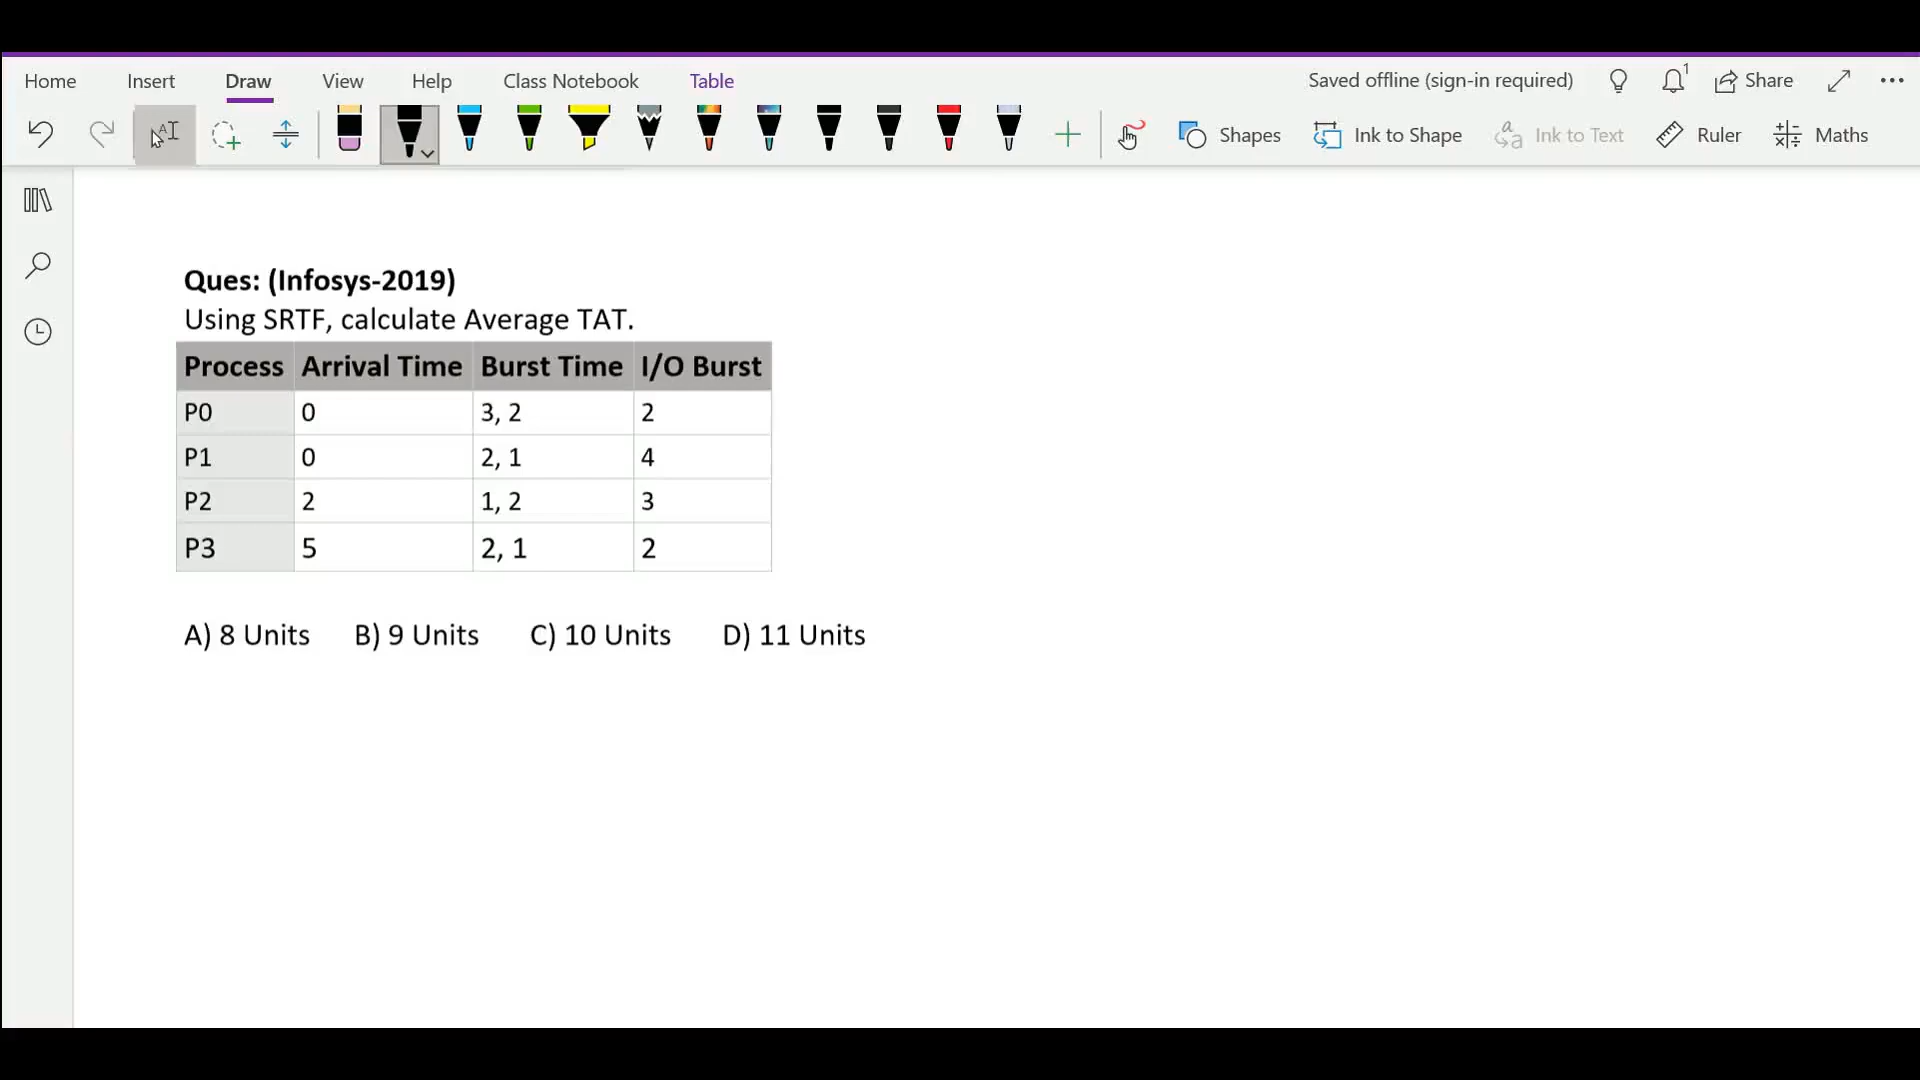 Home Insert Draw View Help Class Notebook Table Saved offline (sign-in required) 1 Share
Shapes Ink to Shape Ink to Text Ruler Maths
Ques: (Infosys-2019)
Using SRTF, calculate Average TAT.
Process Arrival Time Burst Time I/O Burst
P0 0 3, 2 2
P1 0 2, 1 4
P2 2 1, 2 3
P3 5 2, 1 2
A) 8 Units B) 9 Units C) 10 Units D) 11 Units